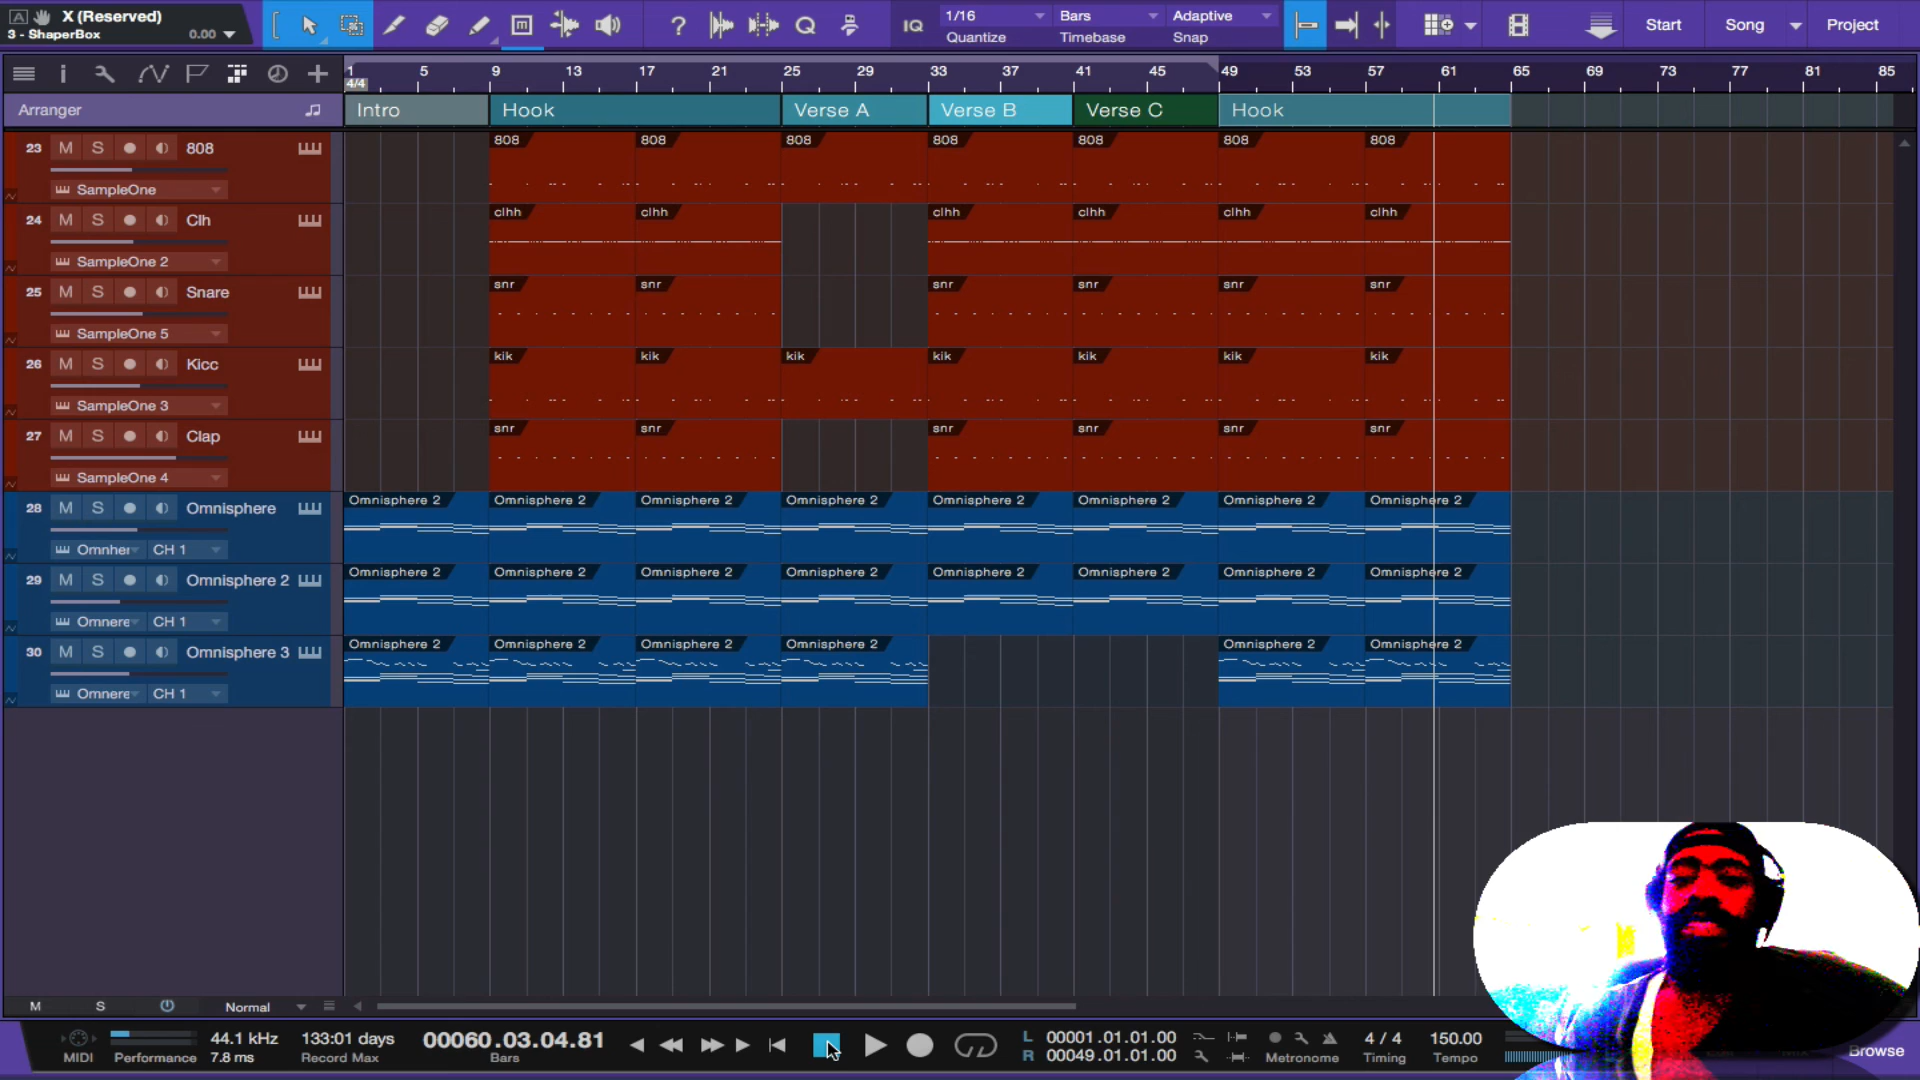 A X (Reserved)
3 - ShaperBox 0.00
IQ 1/16 Bars Adaptive
Quantize Timebase Snap
Start Song Project
1 5 9 13 17 21 25 29 33 37 41 45 49 53 57 61 65 69 73 77 81 85
4/4
Arranger Intro Hook Verse A Verse B Verse C Hook
23 M S 808 808 808 808 808 808 808 808
SampleOne
24 M S Clh clhh clhh clhh clhh clhh clhh
SampleOne 2
25 M S Snare snr snr snr snr snr snr
SampleOne 5
26 M S Kicc kik kik kik kik kik kik kik
SampleOne 3
27 M S Clap snr snr snr snr snr snr
SampleOne 4
28 M S Omnisphere Omnisphere 2 Omnisphere 2 Omnisphere 2 Omnisphere 2 Omnisphere 2 Omnisphere 2 Omnisphere 2 Omnisphere 2
Omnher CH 1
29 M S Omnisphere 2 Omnisphere 2 Omnisphere 2 Omnisphere 2 Omnisphere 2 Omnisphere 2 Omnisphere 2 Omnisphere 2 Omnisphere 2
Omnere CH 1
30 M S Omnisphere 3 Omnisphere 2 Omnisphere 2 Omnisphere 2 Omnisphere 2 Omnisphere 2 Omnisphere 2
Omnere CH 1
M S Normal
44.1 kHz 133:01 days 00060.03.04.81 L 00001.01.01.00 4 / 4 150.00
MIDI Performance 7.8 ms Record Max Bars R 00049.01.01.00 Metronome Timing Tempo
Browse